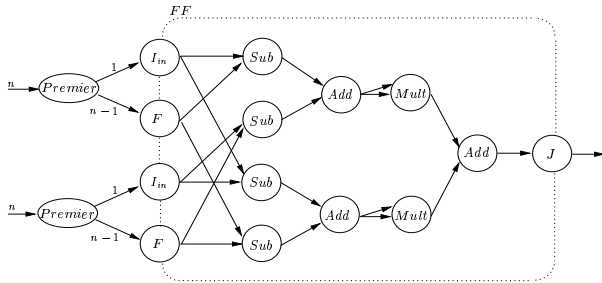 FF
1
I_in
Sub
n
Premier
Add
Mult
n − 1
F
Sub
Add
J
1
I_in
Sub
n
Premier
Add
Mult
n − 1
F
Sub